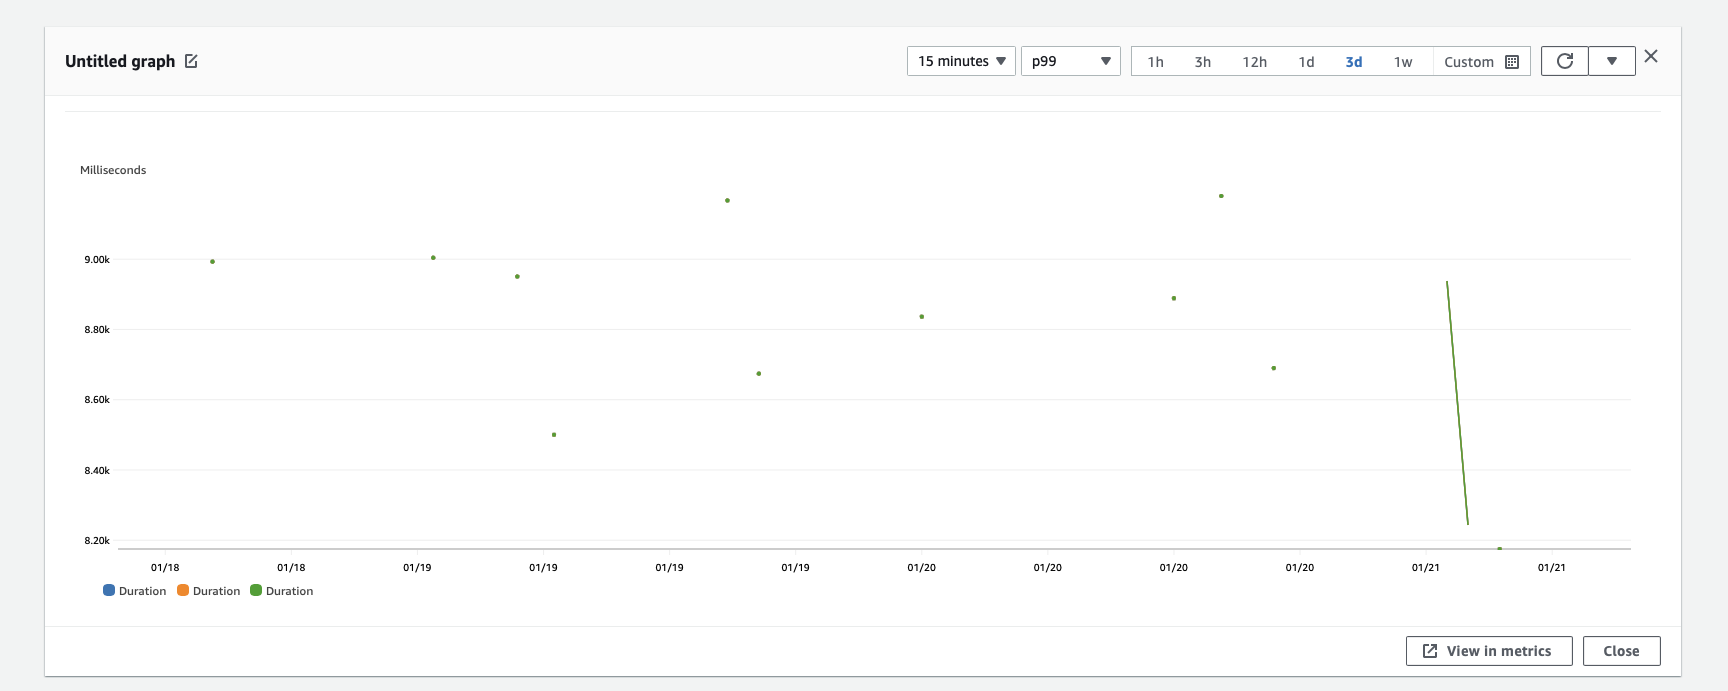 Untitled graph
15 minutes p99 1h 3h 12h 1d 3d 1w Custom
Milliseconds
9.00k
8.80k
8.60k
8.40k
8.20k
01/18 01/18 01/19 01/19 01/19 01/19 01/20 01/20 01/20 01/20 01/21 01/21
Duration Duration Duration
View in metrics Close